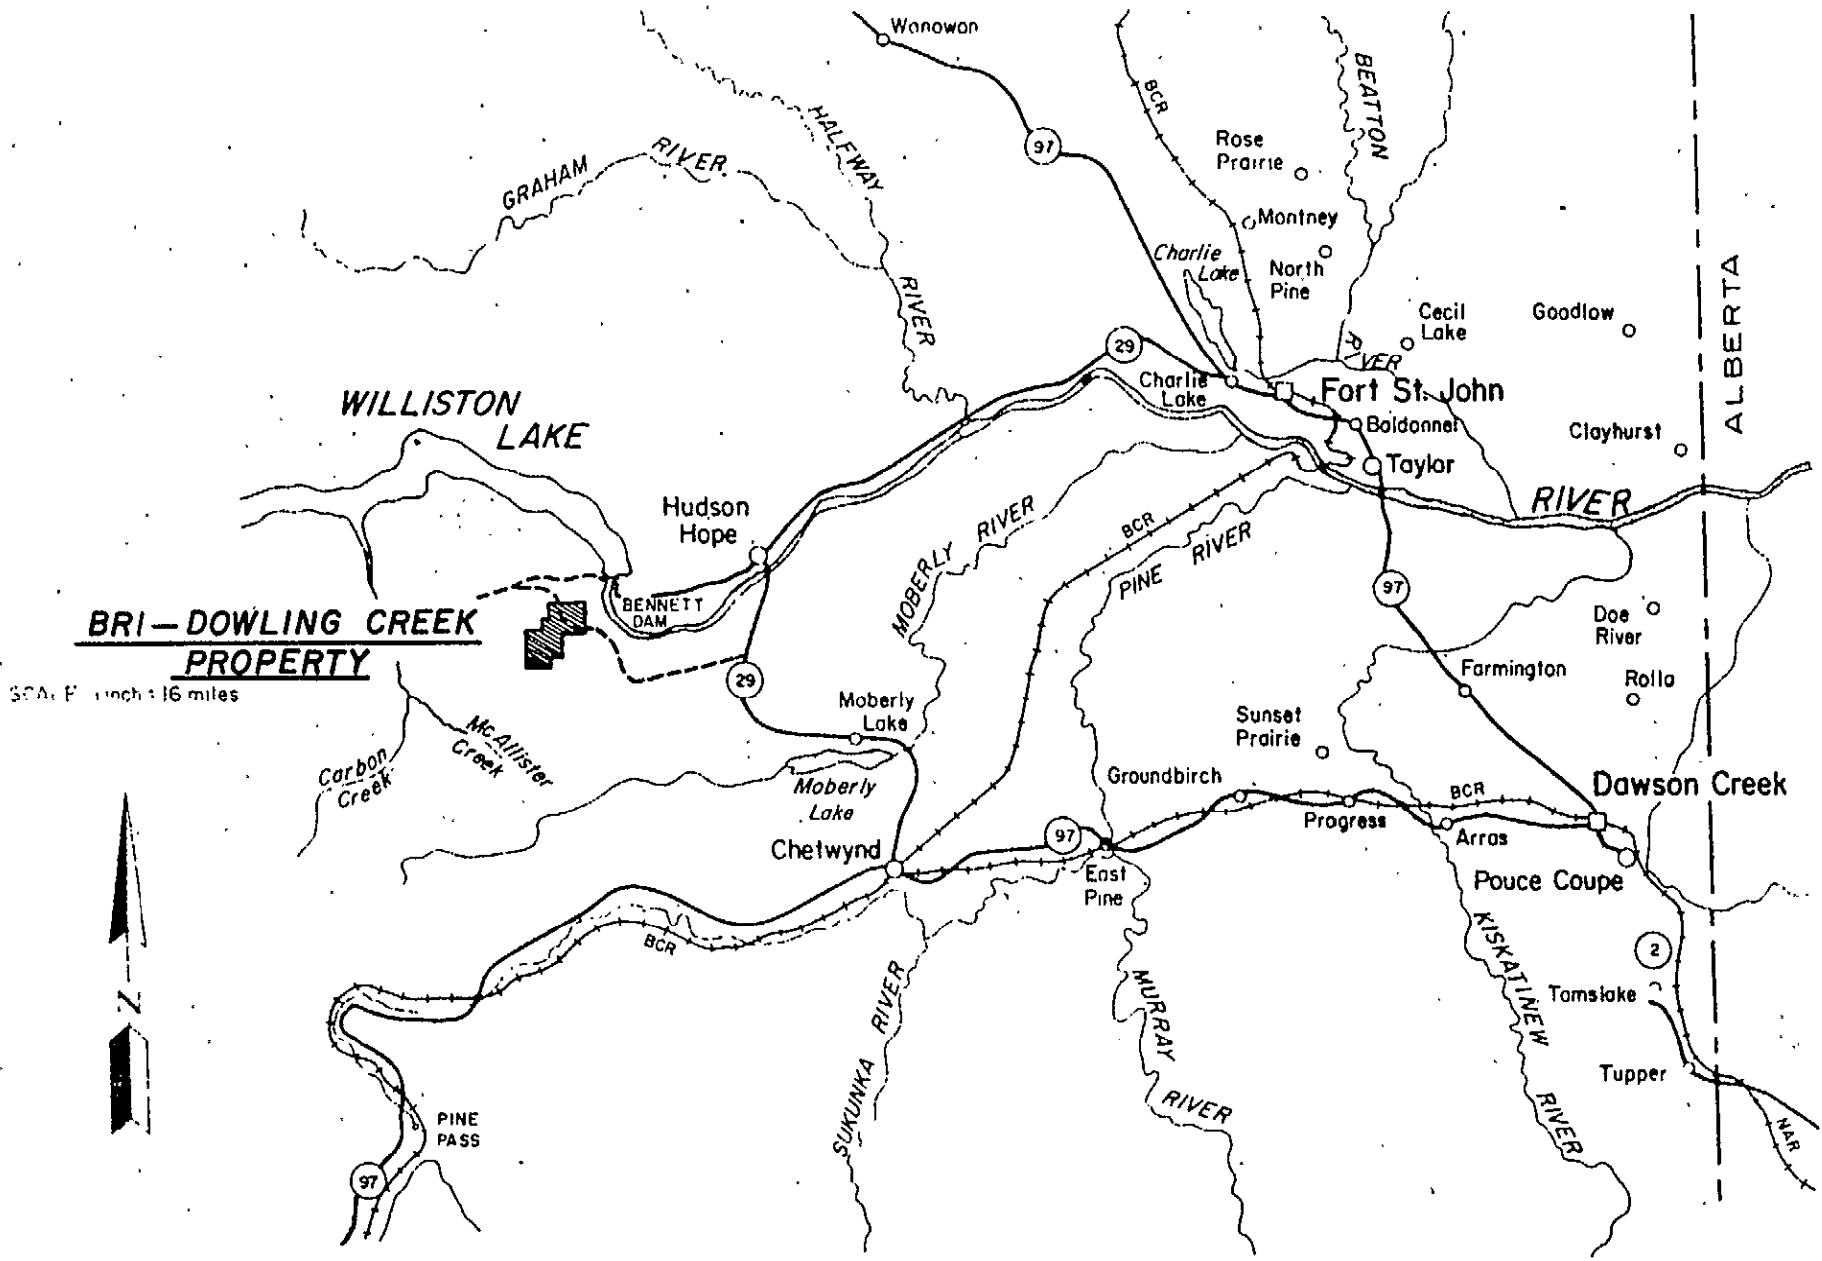 Wonowon
BCR
BEATTON
97
HALFWAY
Rose
Prairie
GRAHAM
RIVER
Montney
Charlie
Lake
North
Pine
RIVER
Cecil
Lake
Goodlow
ALBERTA
29
RIVER
Charlie
Lake
Fort St. John
WILLISTON
LAKE
Baldonnel
Clayhurst
Taylor
Hudson
Hope
RIVER
MOBERLY RIVER
BCR
PINE RIVER
97
BENNETT
DAM
BRI-DOWLING CREEK
PROPERTY
inch : 16 miles
Doe
River
Farmington
Rolla
29
Moberly
Lake
Sunset
Prairie
McAllister
Creek
Carbon
Creek
Moberly
Lake
Groundbirch
BCR
Dawson Creek
Progress
Arras
97
Chetwynd
East
Pine
Pouce Coupe
BCR
KISKATINEW
RIVER
2
SUKUNKA RIVER
MURRAY
RIVER
Tomslake
Tupper
PINE
PASS
NAR
97
N